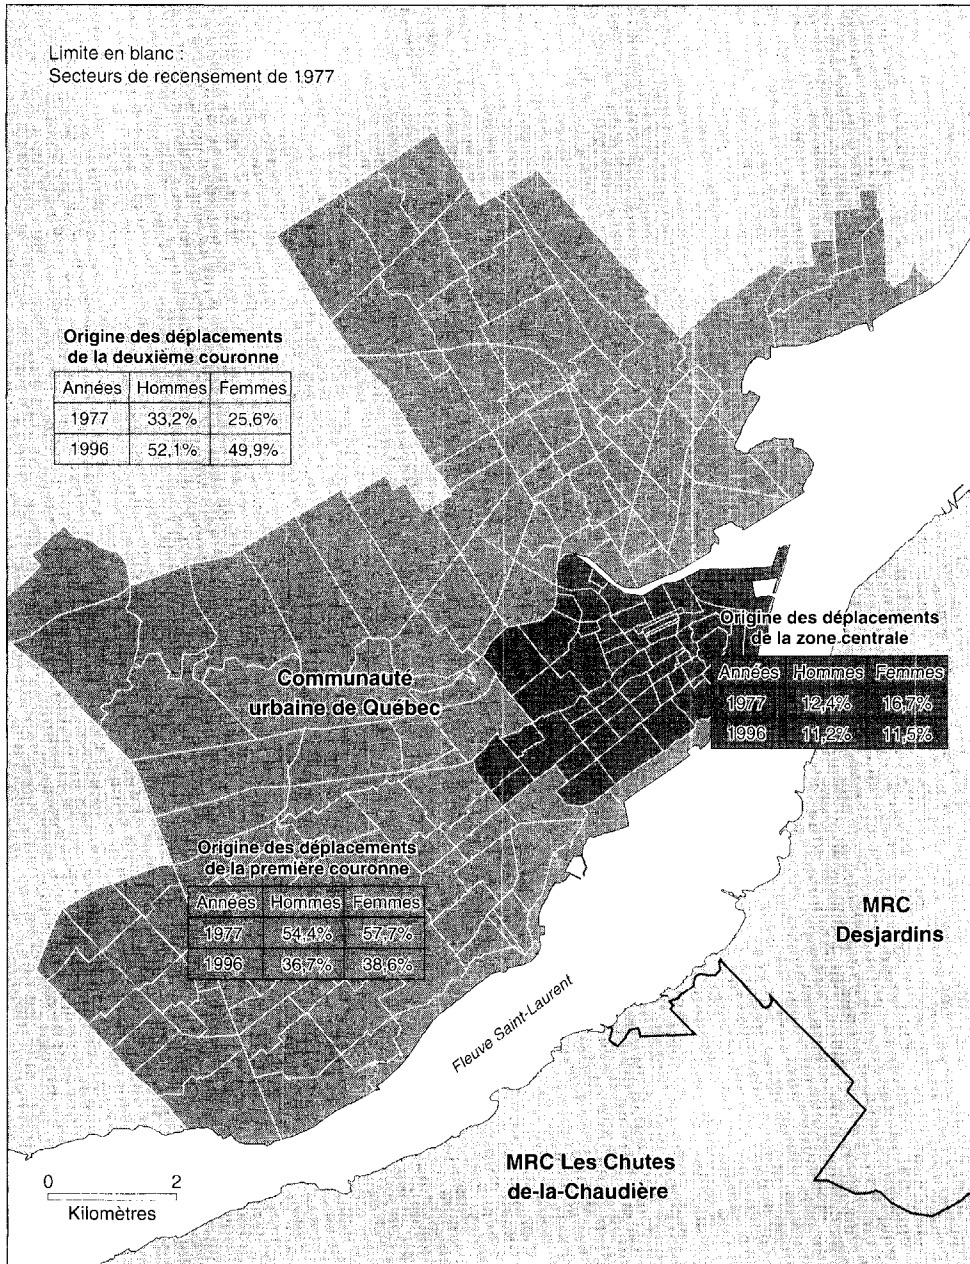 Limite en blanc :
Secteurs de recensement de 1977
Origine des déplacements
de la deuxième couronne
Années Hommes Femmes
1977 33,2% 25,6%
1996 52,1% 49,9%
Origine des déplacements
de la zone centrale
Années Hommes Femmes
1977 12,4% 16,7%
1996 11,2% 11,5%
Communauté
urbaine de Québec
Origine des déplacements
de la première couronne
Années Hommes Femmes
1977 54,4% 57,7%
1996 36,7% 38,6%
MRC
Desjardins
Fleuve Saint-Laurent
MRC Les Chutes
de-la-Chaudière
0 2
Kilomètres